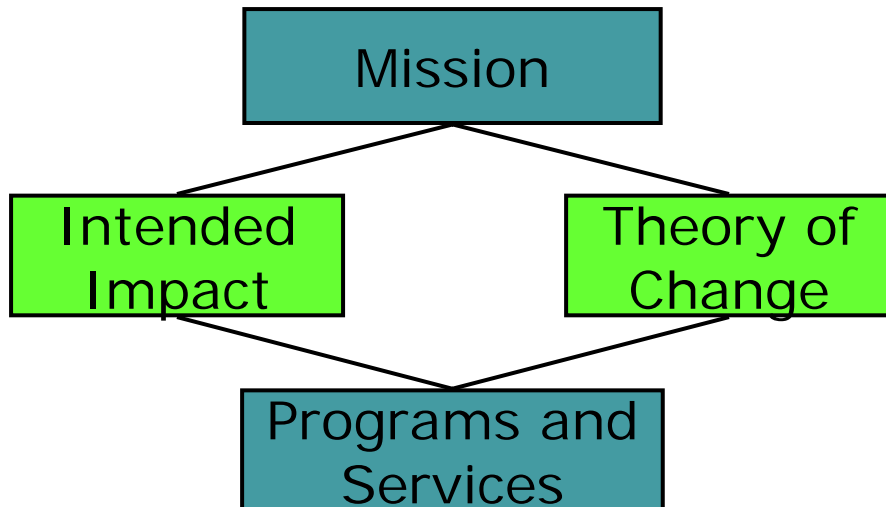 Mission
Intended
Impact
Theory of
Change
Programs and
Services